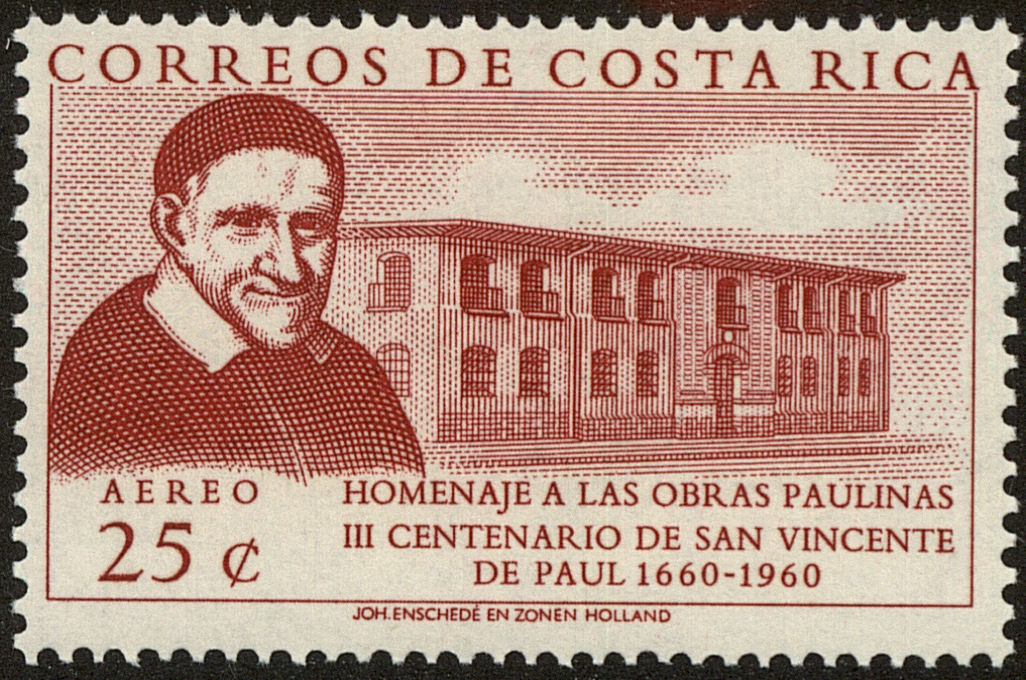 CORREOS DE COSTA RICA
AEREO
25 ¢
HOMENAJE A LAS OBRAS PAULINAS
III CENTENARIO DE SAN VINCENTE
DE PAUL 1660-1960
JOH. ENSCHEDÉ EN ZONEN HOLLAND